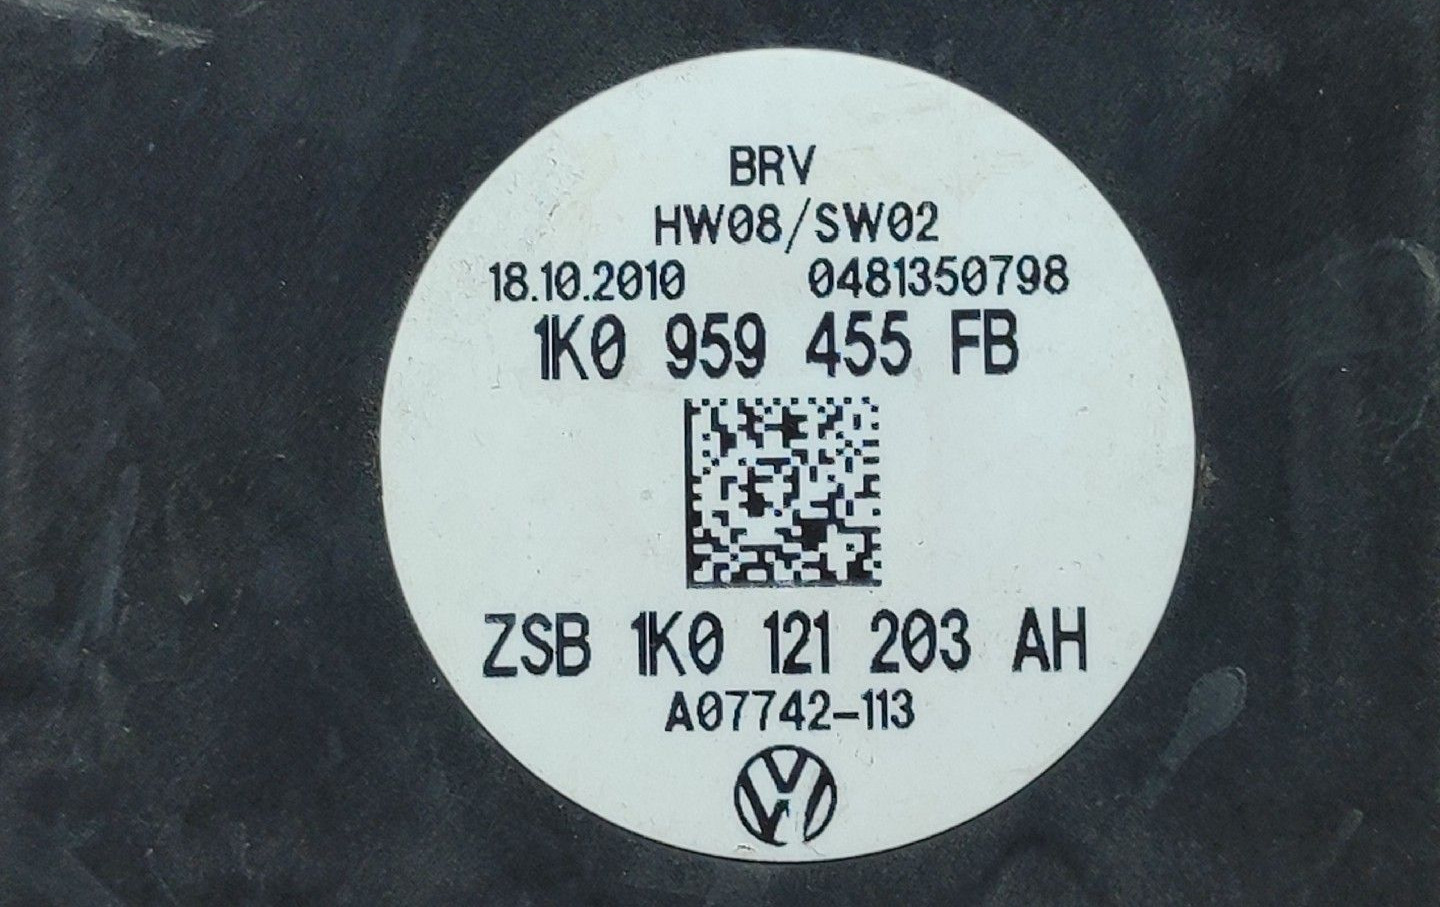 BRV
HW08/SW02
18.10.2010 0481350798
1K0 959 455 FB
ZSB 1K0 121 203 AH
A07742-113